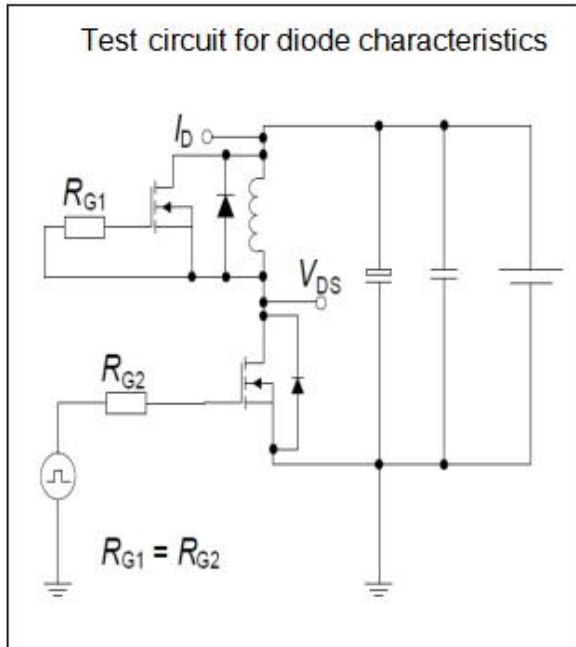 Test circuit for diode characteristics
I_D
R_G1
V_DS
R_G2
R_G1 = R_G2